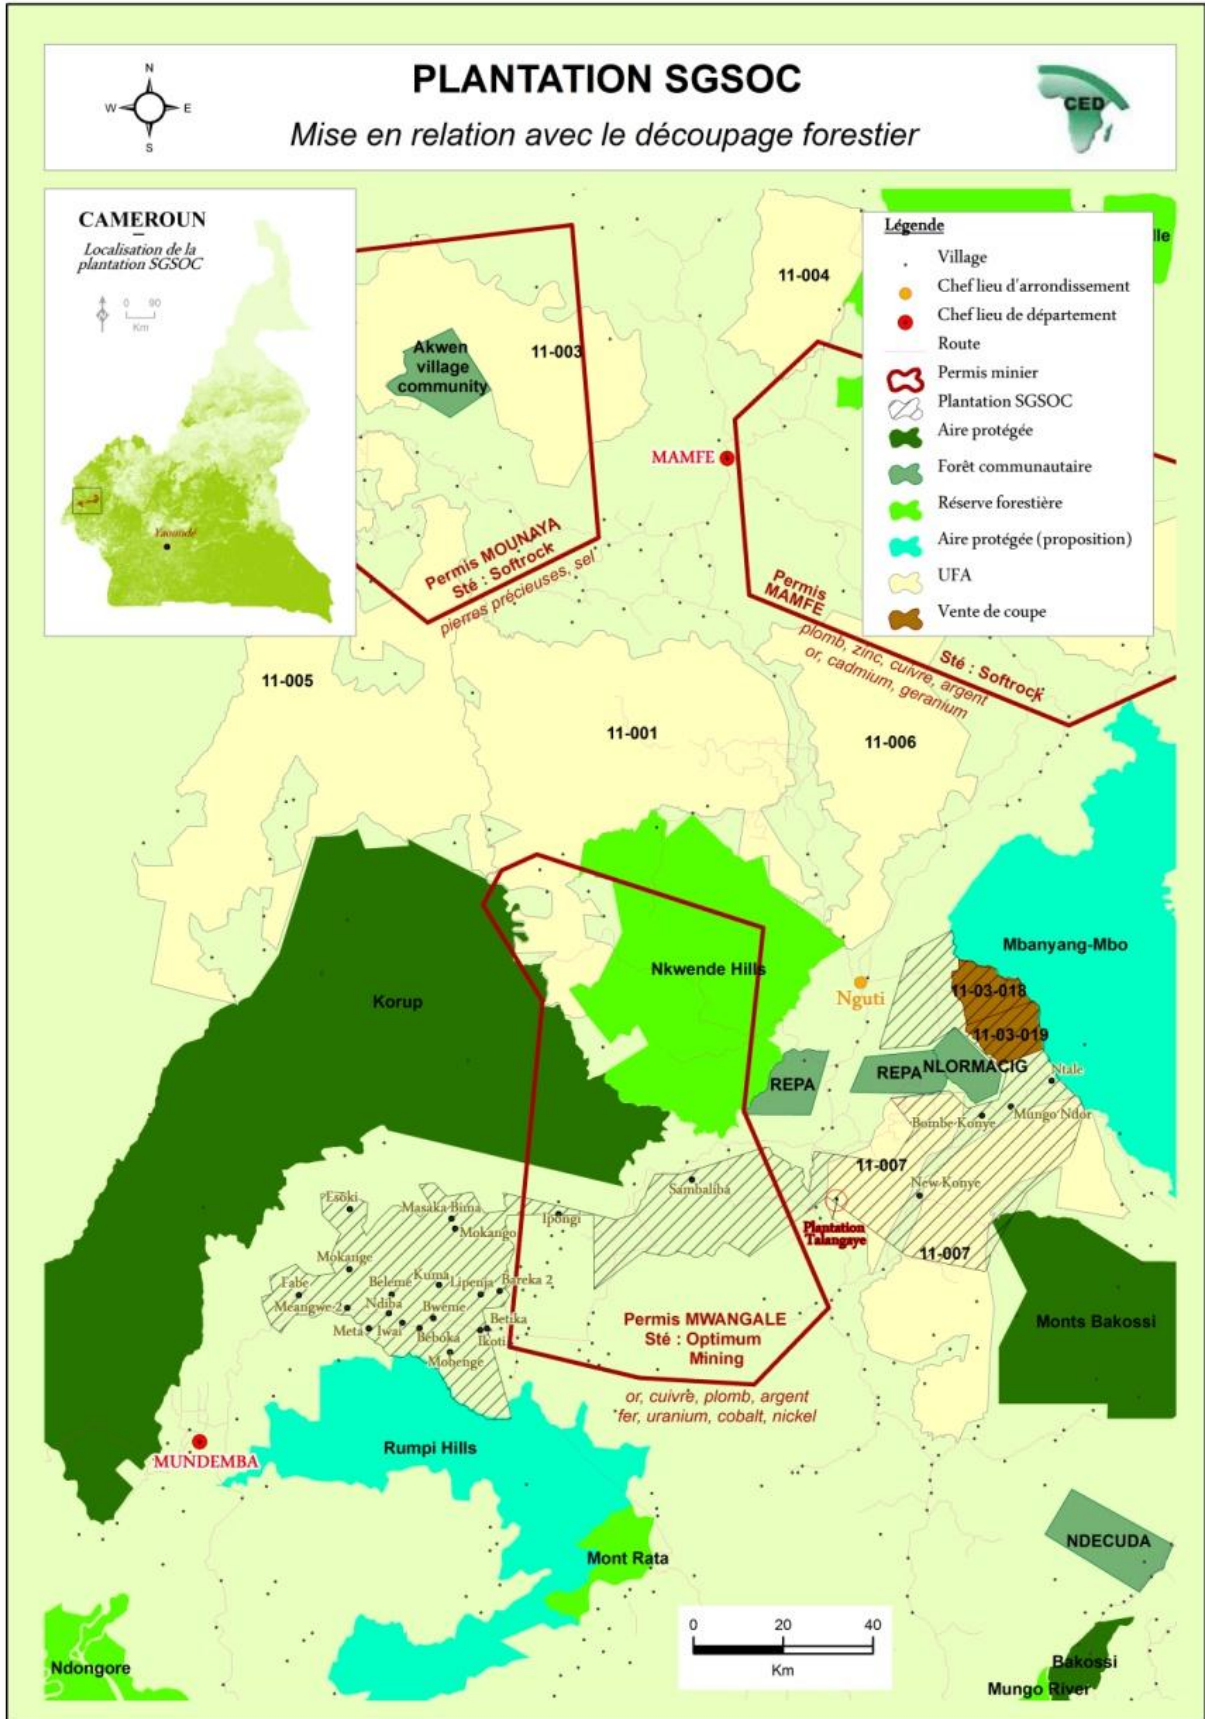 N
W
E
S
PLANTATION SGSOC
Mise en relation avec le découpage forestier
CED
CAMEROUN
Localisation de la
plantation SGSOC
N
0 90
Km
Yaoundé
Légende
Village
Chef lieu d'arrondissement
Chef lieu de département
Route
Permis minier
Plantation SGSOC
Aire protégée
Forêt communautaire
Réserve forestière
Aire protégée (proposition)
UFA
Vente de coupe
lle
11-004
11-003
Akwen
village
community
MAMFE
Permis MOUNAYA
Sté : Softrock
pierres précieuses, sel
Permis
MAMFE
Sté : Softrock
plomb, zinc, cuivre, argent
or, cadmium, geranium
11-005
11-001
11-006
Mbanyang-Mbo
Nkwende Hills
Korup
Nguti
11-03-018
11-03-019
REPA
REPA
NLORMACIG
Ntale
Mungo Ndor
Bombe Konye
11-007
New Konye
Sambaliba
Plantation
Talangaye
11-007
Esoki
Masaka Bima
Mokango
Ipongi
Mokange
Fabe
Beleme
Kuma
Lipenja
Bareka 2
Meangwe 2
Ndiba
Bweme
Betika
Meta
Iwai
Beboka
Ikoti
Mobenge
Permis MWANGALE
Sté : Optimum
Mining
or, cuivre, plomb, argent
fer, uranium, cobalt, nickel
Monts Bakossi
Rumpi Hills
MUNDEMBA
Mont Rata
NDECUDA
0 20 40
Km
Ndongore
Bakossi
Mungo River